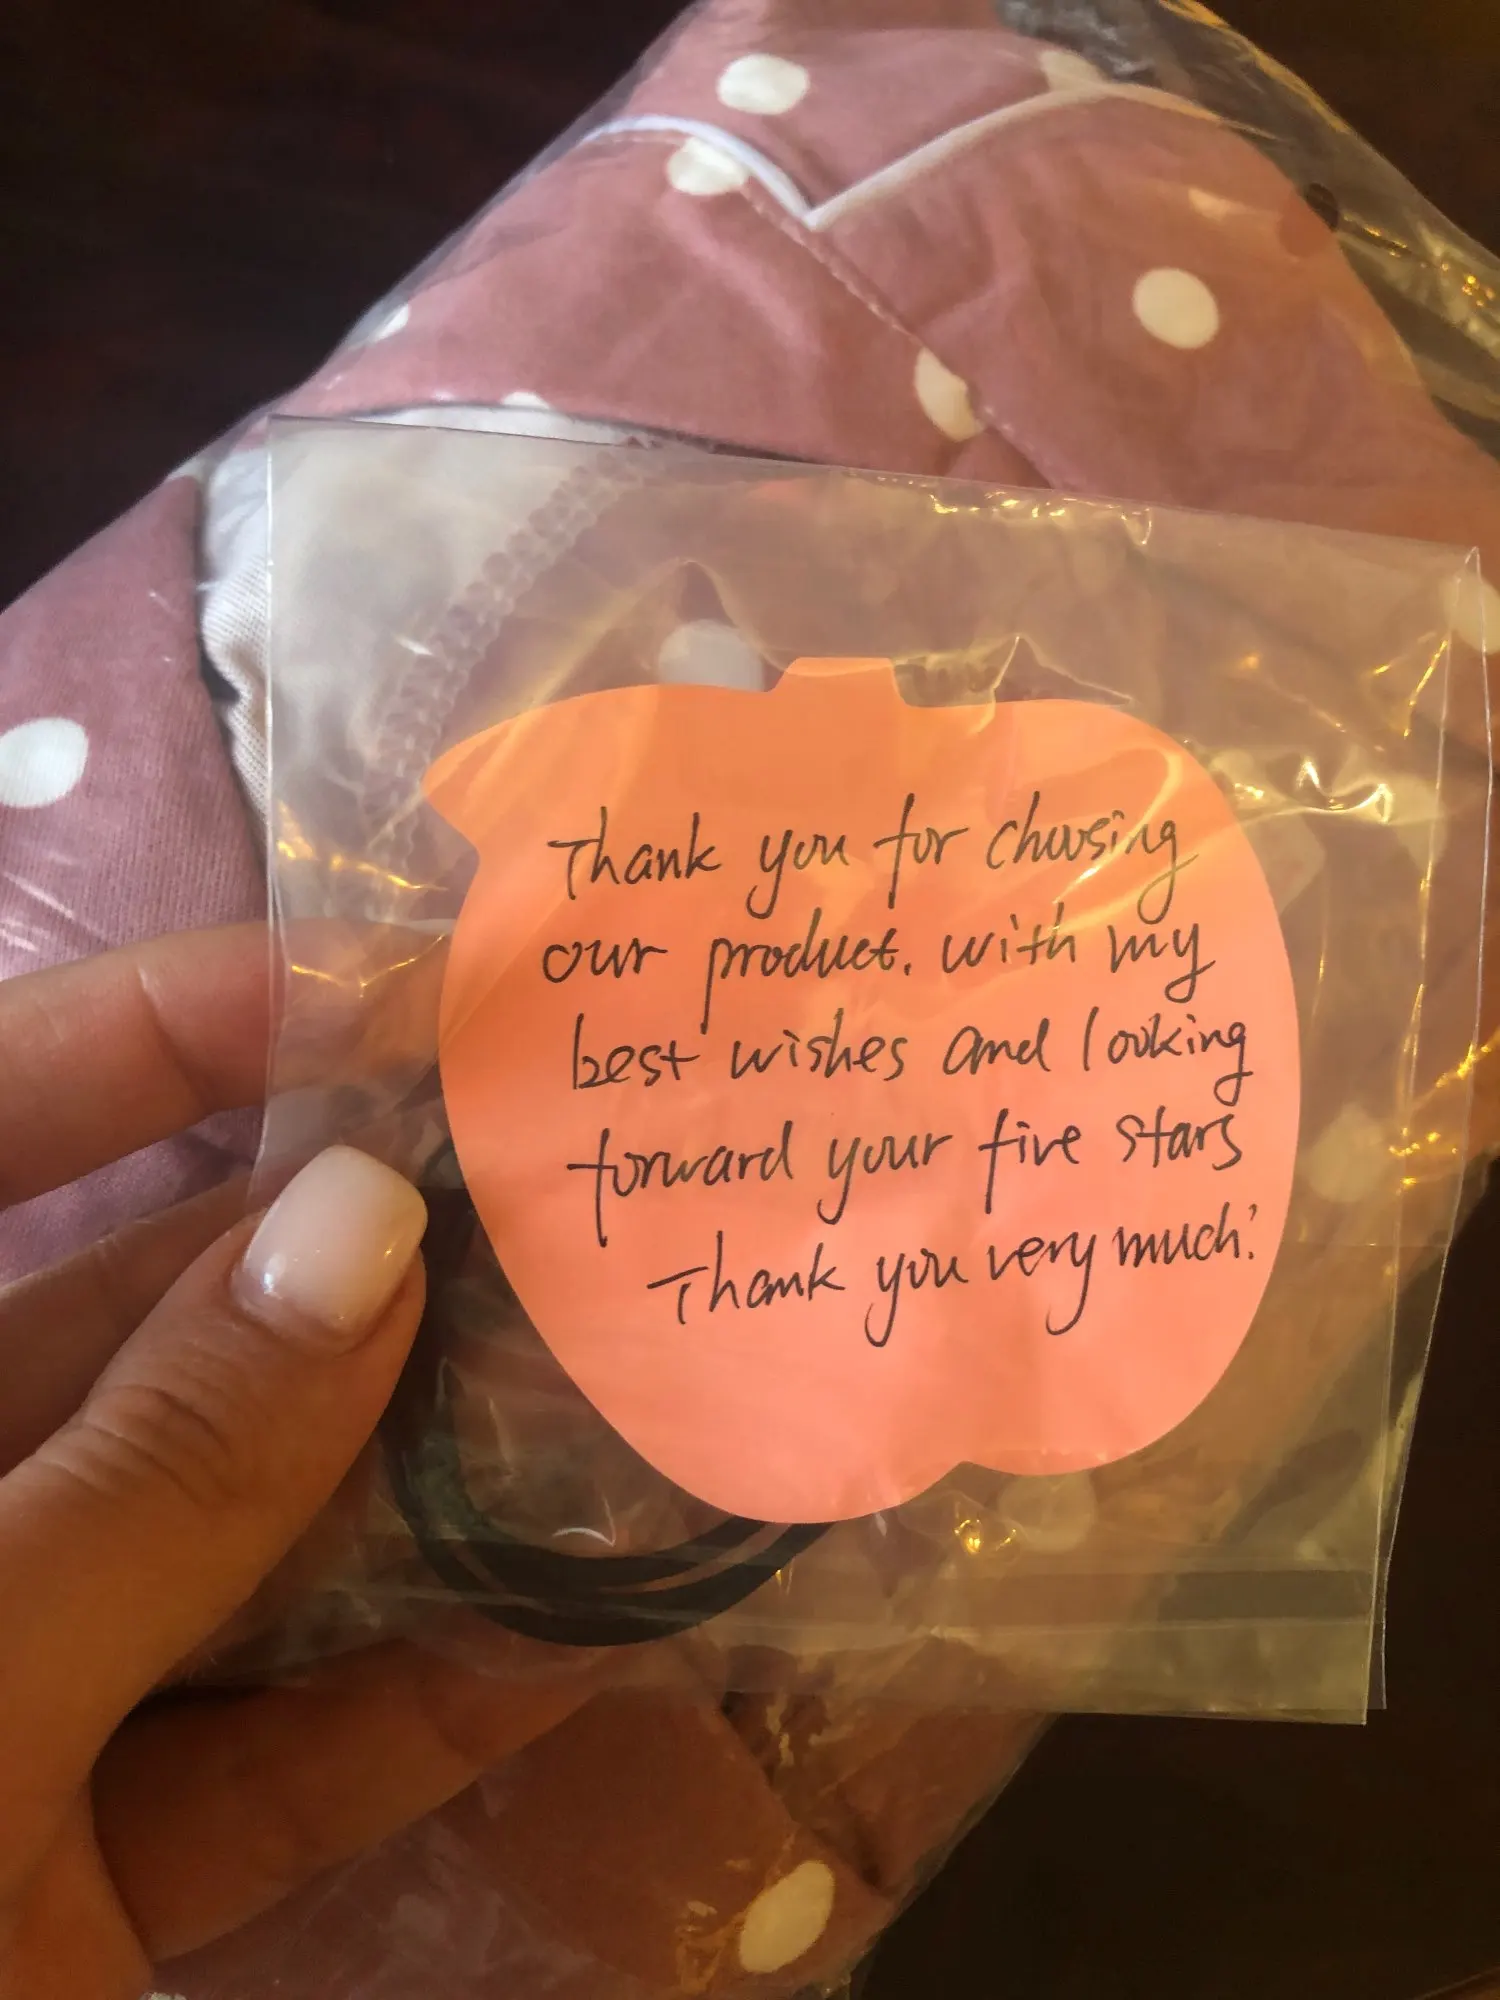 Thank you for choosing
our product. with my
best wishes and looking
forward your five stars
Thank you very much!